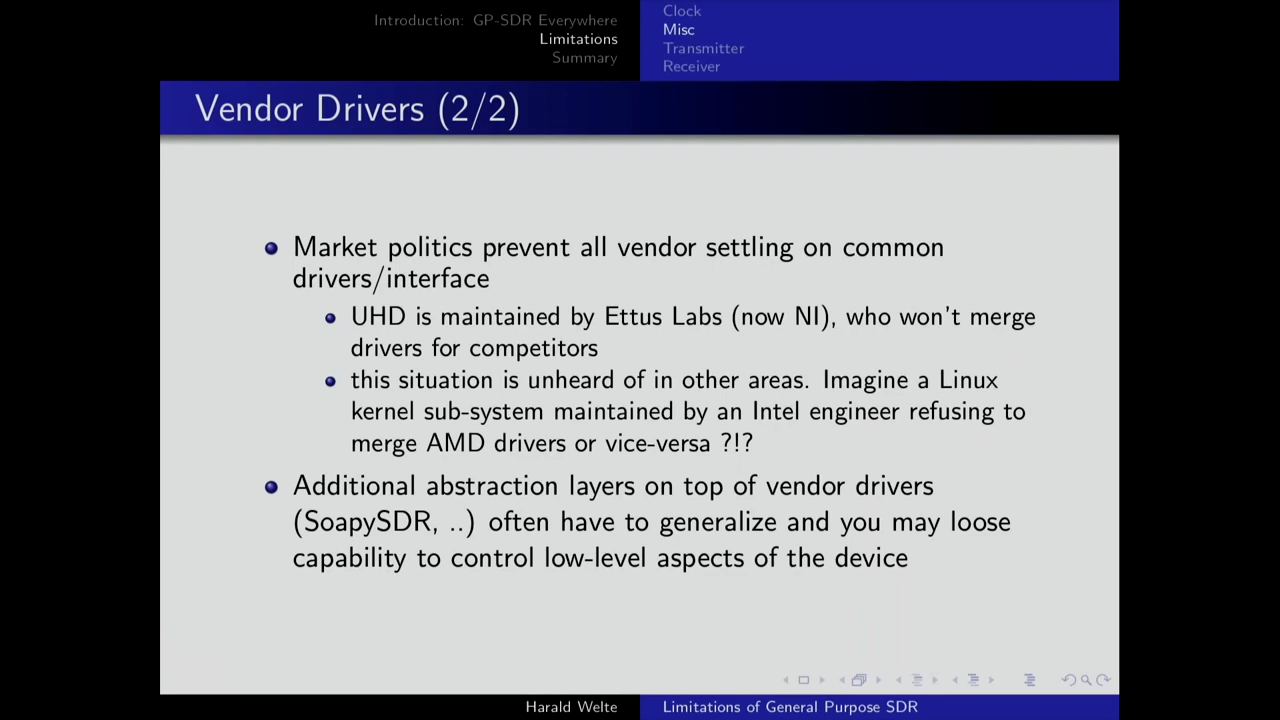 Introduction: GP-SDR Everywhere
Limitations
Summary
Clock
Misc
Transmitter
Receiver
Vendor Drivers (2/2)
Market politics prevent all vendor settling on common
drivers/interface
UHD is maintained by Ettus Labs (now NI), who won't merge
drivers for competitors
this situation is unheard of in other areas. Imagine a Linux
kernel sub-system maintained by an Intel engineer refusing to
merge AMD drivers or vice-versa ?!?
Additional abstraction layers on top of vendor drivers
(SoapySDR, ..) often have to generalize and you may loose
capability to control low-level aspects of the device
Harald Welte
Limitations of General Purpose SDR